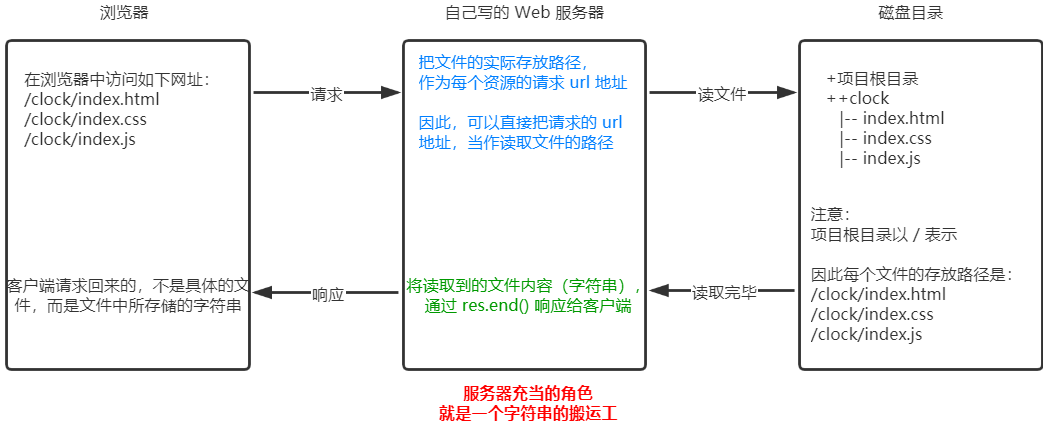 浏览器
自己写的 Web 服务器
磁盘目录
在浏览器中访问如下网址：
/clock/index.html
/clock/index.css
/clock/index.js
请求
把文件的实际存放路径，
作为每个资源的请求 url 地址
因此，可以直接把请求的 url
地址，当作读取文件的路径
读文件
+项目根目录
++clock
|-- index.html
|-- index.css
|-- index.js
注意：
项目根目录以 / 表示
因此每个文件的存放路径是：
/clock/index.html
/clock/index.css
/clock/index.js
读取完毕
将读取到的文件内容（字符串），
通过 res.end() 响应给客户端
响应
客户端请求回来的，不是具体的文
件，而是文件中所存储的字符串
服务器充当的角色
就是一个字符串的搬运工